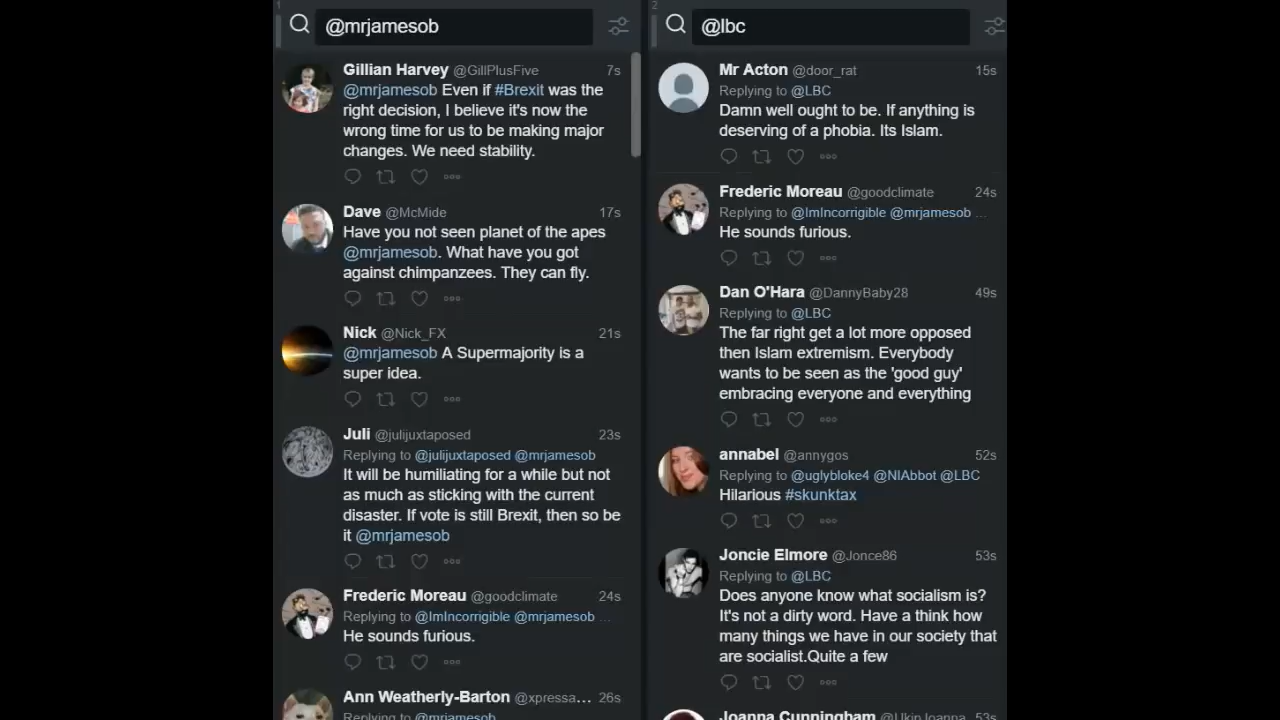 1
@mrjamesob
Gillian Harvey @GillPlusFive 7s
@mrjamesob Even if #Brexit was the
right decision, I believe it's now the
wrong time for us to be making major
changes. We need stability.
Dave @McMide 17s
Have you not seen planet of the apes
@mrjamesob. What have you got
against chimpanzees. They can fly.
Nick @Nick_FX 21s
@mrjamesob A Supermajority is a
super idea.
Juli @julijuxtaposed 23s
Replying to @julijuxtaposed @mrjamesob
It will be humiliating for a while but not
as much as sticking with the current
disaster. If vote is still Brexit, then so be
it @mrjamesob
Frederic Moreau @goodclimate 24s
Replying to @ImIncorrigible @mrjamesob ...
He sounds furious.
Ann Weatherly-Barton @xpressa... 26s
Replying to @mrjamesob
2
@lbc
Mr Acton @door_rat 15s
Replying to @LBC
Damn well ought to be. If anything is
deserving of a phobia. Its Islam.
Frederic Moreau @goodclimate 24s
Replying to @ImIncorrigible @mrjamesob ...
He sounds furious.
Dan O'Hara @DannyBaby28 49s
Replying to @LBC
The far right get a lot more opposed
then Islam extremism. Everybody
wants to be seen as the 'good guy'
embracing everyone and everything
annabel @annygos 52s
Replying to @uglybloke4 @NIAbbot @LBC
Hilarious #skunktax
Joncie Elmore @Jonce86 53s
Replying to @LBC
Does anyone know what socialism is?
It's not a dirty word. Have a think how
many things we have in our society that
are socialist.Quite a few
Joanna Cunningham @UkipJoanna 53s